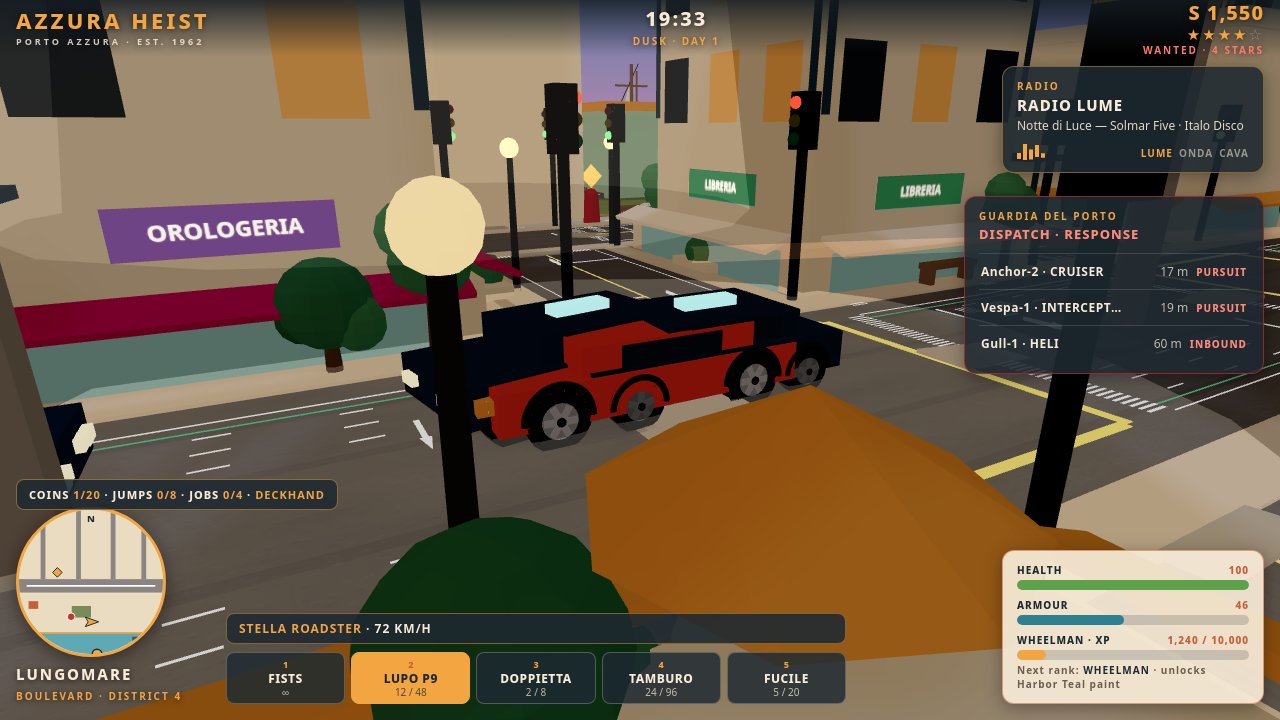 AZZURA HEIST
PORTO AZZURA · EST. 1962
19:33
DUSK · DAY 1
S 1,550
★★★★☆
WANTED · 4 STARS
RADIO
RADIO LUME
Notte di Luce — Solmar Five · Italo Disco
LUME ONDA CAVA
GUARDIA DEL PORTO
DISPATCH · RESPONSE
Anchor-2 · CRUISER 17 m PURSUIT
Vespa-1 · INTERCEPT... 19 m PURSUIT
Gull-1 · HELI 60 m INBOUND
LIBRERIA
LIBRERIA
OROLOGERIA
COINS 1/20 · JUMPS 0/8 · JOBS 0/4 · DECKHAND
N
LUNGOMARE
BOULEVARD · DISTRICT 4
STELLA ROADSTER · 72 KM/H
1
FISTS
∞
2
LUPO P9
12 / 48
3
DOPPIETTA
2 / 8
4
TAMBURO
24 / 96
5
FUCILE
5 / 20
HEALTH 100
ARMOUR 46
WHEELMAN · XP 1,240 / 10,000
Next rank: WHEELMAN · unlocks
Harbor Teal paint